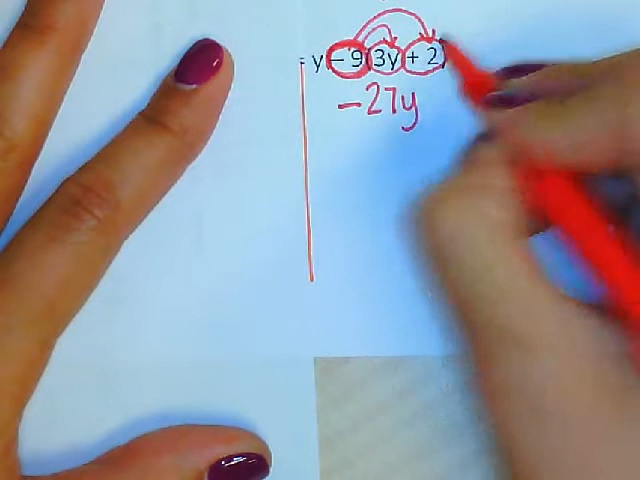 = y − 9(3y + 2)
− 27y